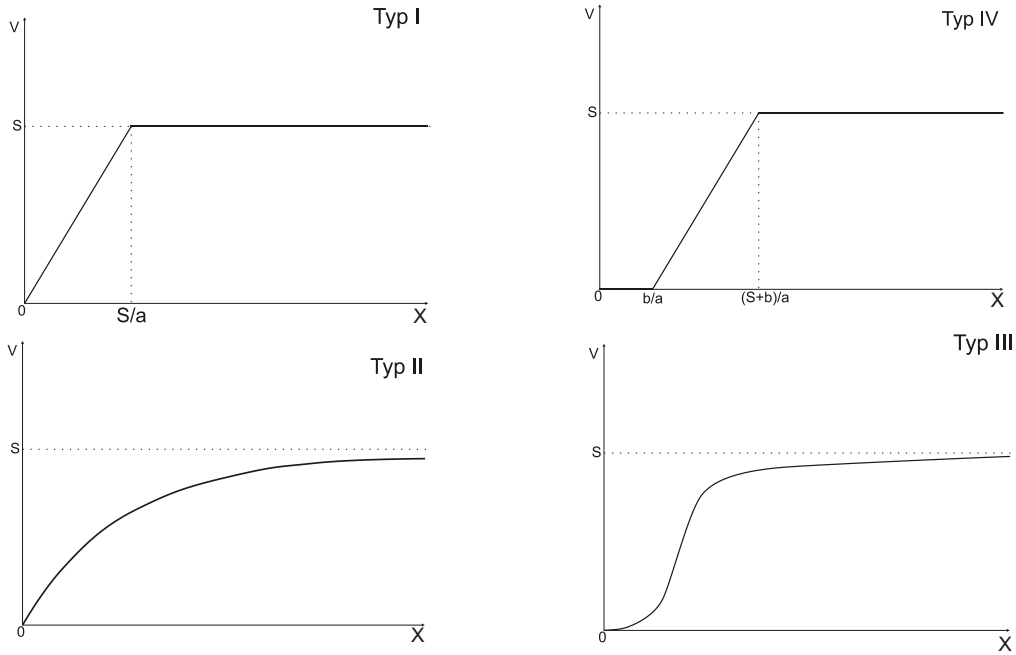 Typ I
V
S
0
S/a
X
Typ IV
V
S
0
b/a
(S+b)/a
X
Typ II
V
S
0
X
Typ III
V
S
0
X